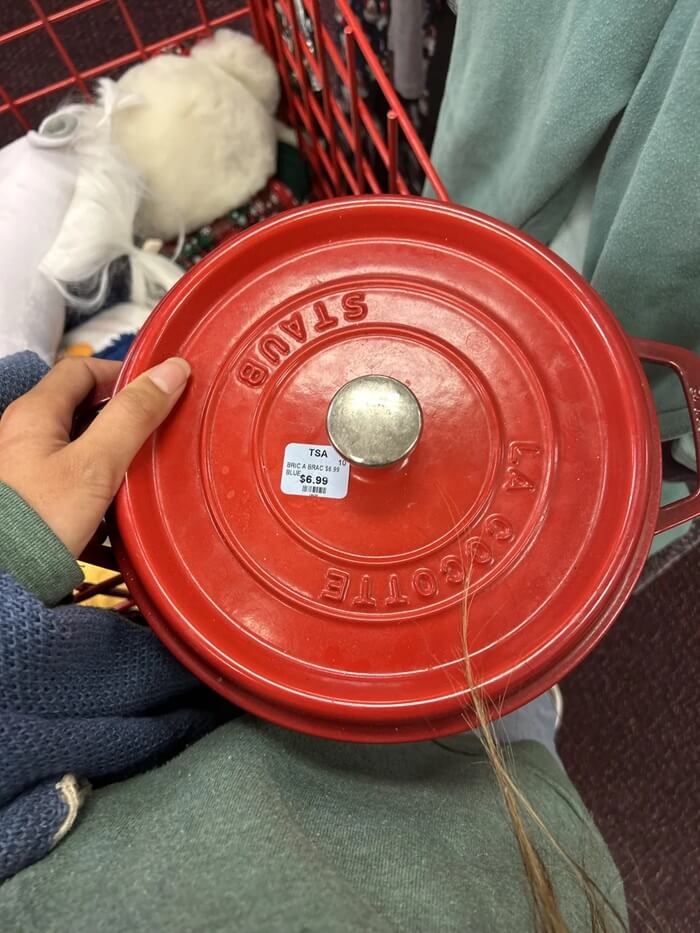 STAUB
LA COCOTTE
TSA
10
BRIC A BRAC $6.99
BLUE
$6.99